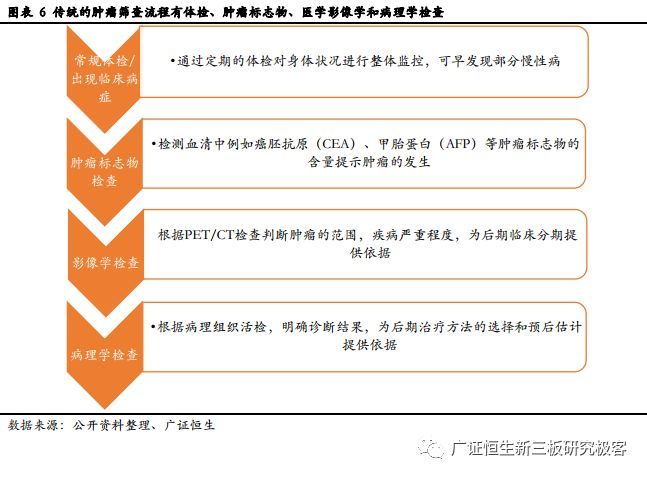 图表 6 传统的肿瘤筛查流程有体检、肿瘤标志物、医学影像学和病理学检查
常规体检/
出现临床病
症
•通过定期的体检对身体状况进行整体监控，可早发现部分慢性病
肿瘤标志物
检查
•检测血清中例如癌胚抗原（CEA）、甲胎蛋白（AFP）等肿瘤标志物的
含量提示肿瘤的发生
影像学检查
根据PET/CT检查判断肿瘤的范围，疾病严重程度，为后期临床分期提
供依据
病理学检查
•根据病理组织活检，明确诊断结果，为后期治疗方法的选择和预后估计
提供依据
数据来源：公开资料整理、广证恒生
广证恒生新三板研究极客